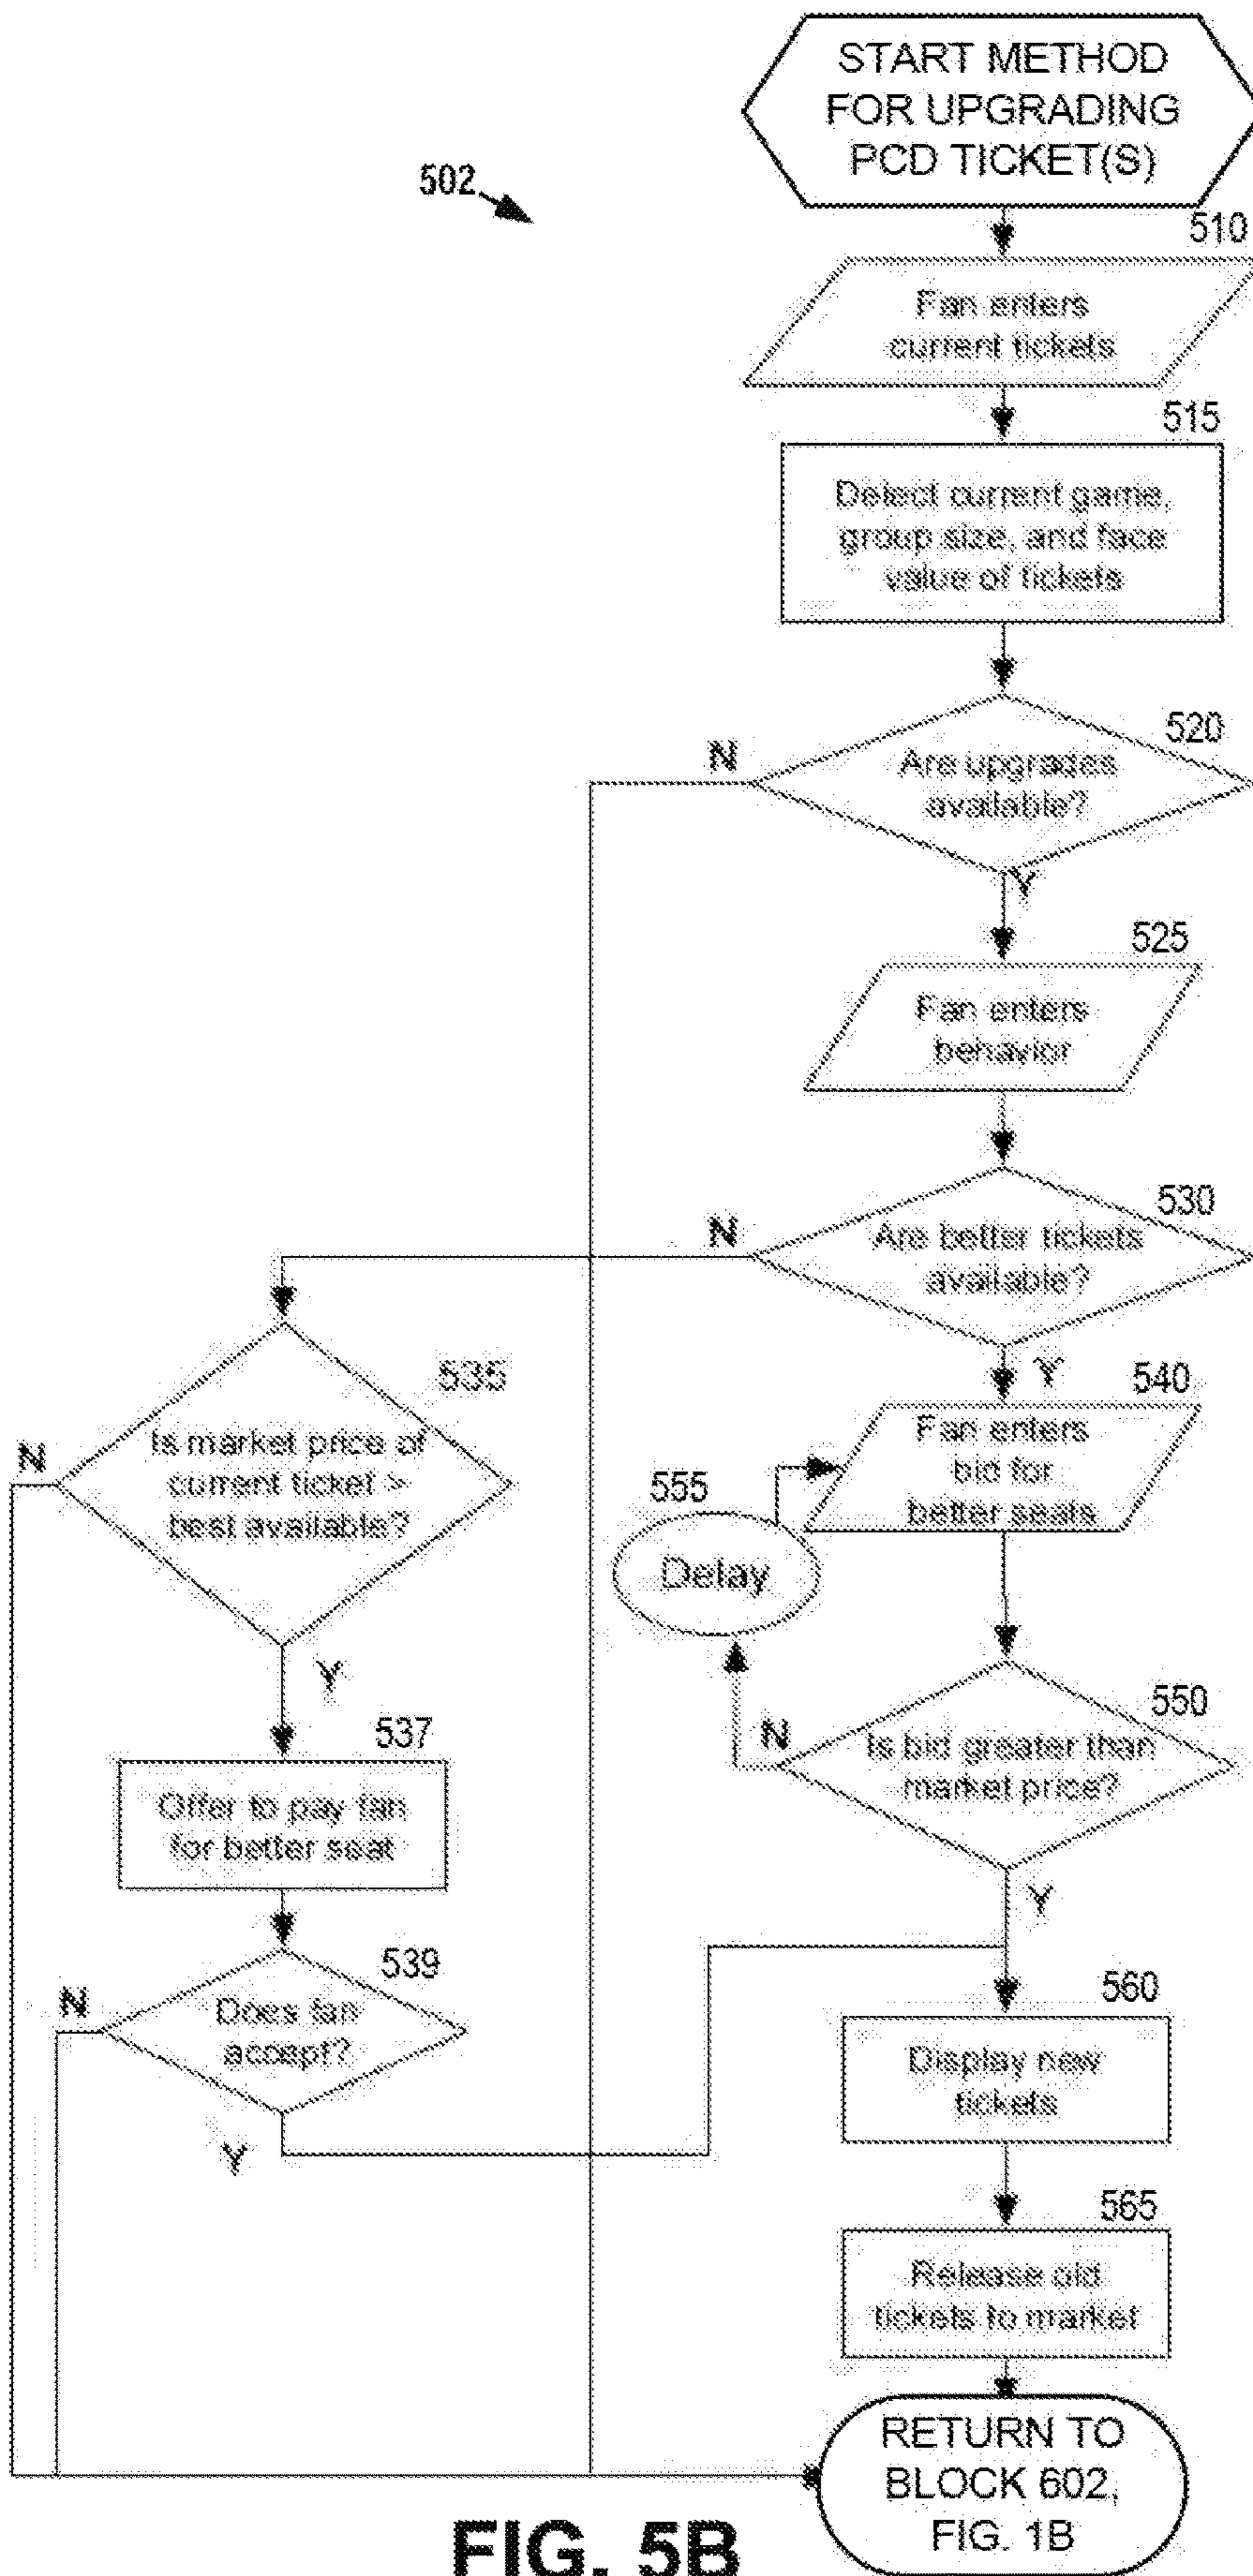 START METHOD
FOR UPGRADING
PCD TICKET(S)
502
510
Fan enters
current tickets
515
Detect current game,
group size, and face
value of tickets
520
N
Are upgrades
available?
Y
525
Fan enters
behavior
530
N
Are better tickets
available?
Y
535
N
Is market price of
current ticket >
best available?
Y
540
Fan enters
bid for
better seats
555
Delay
550
N
Is bid greater than
market price?
Y
537
Offer to pay fan
for better seat
539
N
Does fan
accept?
Y
560
Display new
tickets
565
Release old
tickets to market
RETURN TO
BLOCK 602,
FIG. 1B
FIG. 5B